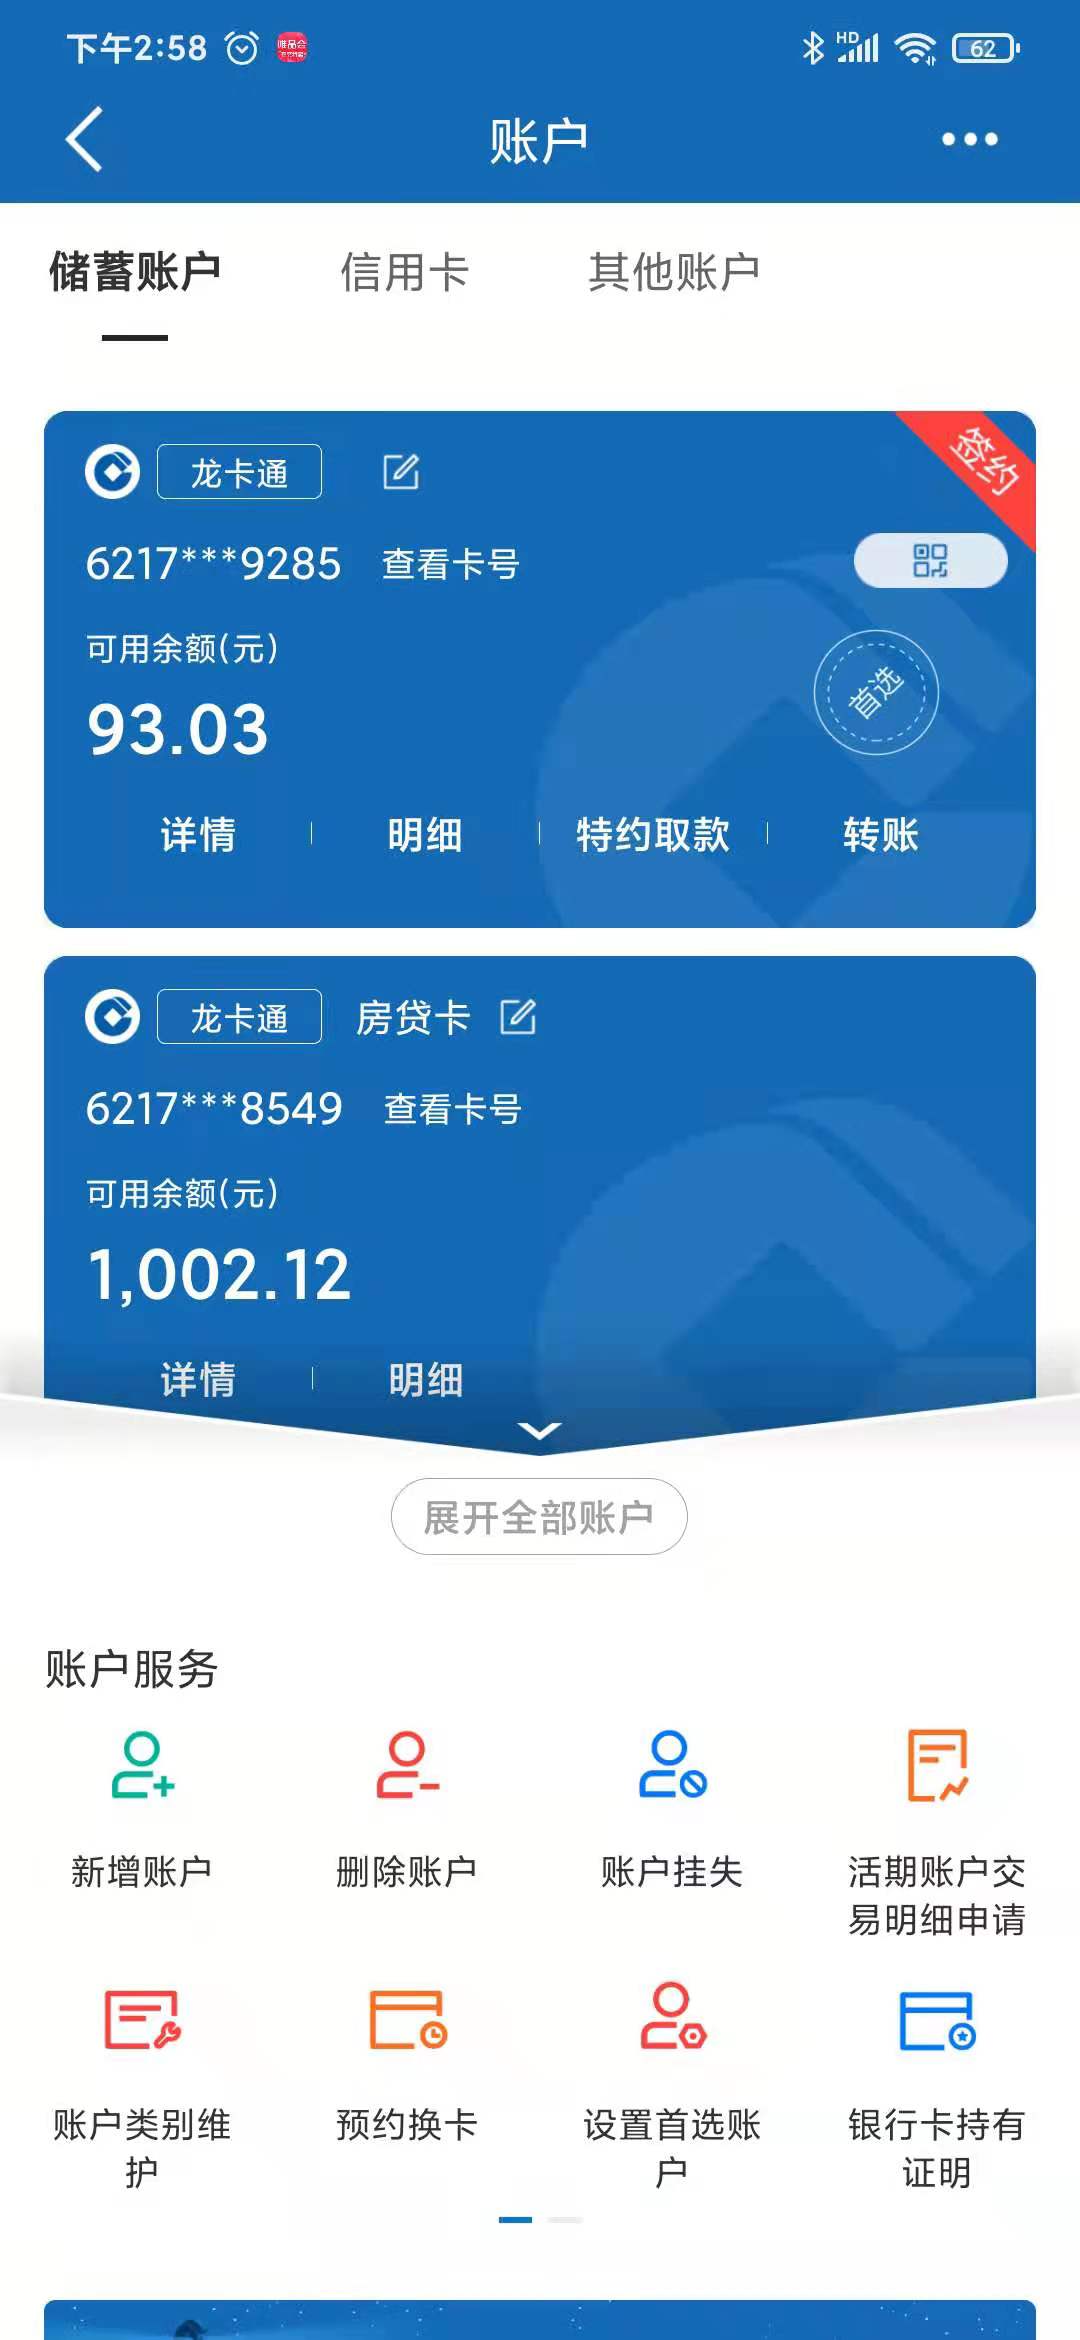 下午2:58
唯品会
HD
62
账户
储蓄账户 信用卡 其他账户
签约
龙卡通
6217***9285 查看卡号
可用余额(元)
首选
93.03
详情 明细 特约取款 转账
龙卡通 房贷卡
6217***8549 查看卡号
可用余额(元)
1,002.12
详情 明细
展开全部账户
账户服务
新增账户 删除账户 账户挂失 活期账户交
易明细申请
账户类别维 预约换卡 设置首选账 银行卡持有
护 户 证明